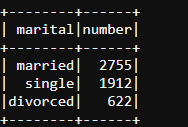 +--------+------+
| marital|number|
+--------+------+
| married|  2755|
|  single|  1912|
|divorced|   622|
+--------+------+